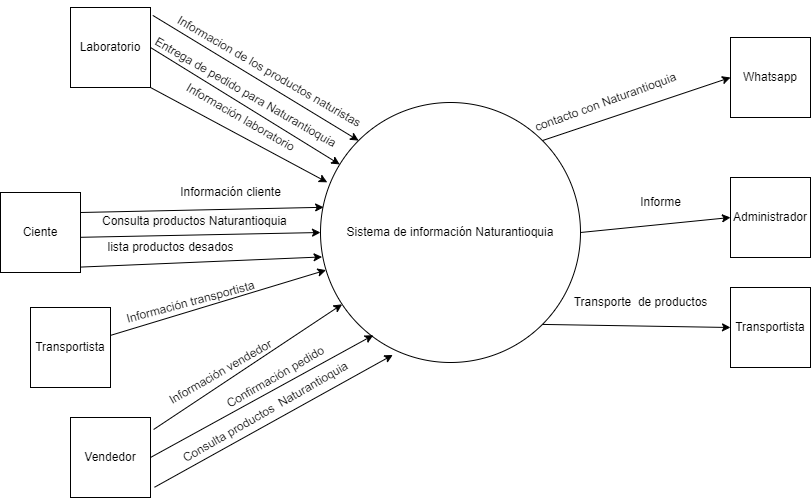 Laboratorio
Informacion de los productos naturistas
Entrega de pedido para Naturantioquia
Información laboratorio
Whatsapp
contacto con Naturantioquia
Ciente
Información cliente
Consulta productos Naturantioquia
lista productos desados
Sistema de información Naturantioquia
Informe
Administrador
Transportista
Información transportista
Transporte de productos
Transportista
Vendedor
Información vendedor
Confirmación pedido
Consulta productos Naturantioquia